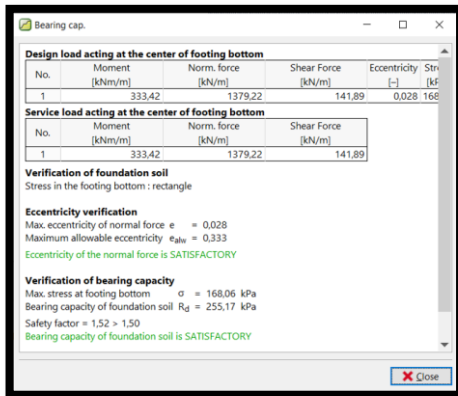 Bearing cap.
Design load acting at the center of footing bottom
No. Moment Norm. force Shear Force Eccentricity
[kNm/m] [kN/m] [kN/m] [–]
1 333,42 1379,22 141,89 0,028 168
Service load acting at the center of footing bottom
No. Moment Norm. force Shear Force
[kNm/m] [kN/m] [kN/m]
1 333,42 1379,22 141,89
Verification of foundation soil
Stress in the footing bottom : rectangle
Eccentricity verification
Max. eccentricity of normal force e = 0,028
Maximum allowable eccentricity e_alw = 0,333
Eccentricity of the normal force is SATISFACTORY
Verification of bearing capacity
Max. stress at footing bottom σ = 168,06 kPa
Bearing capacity of foundation soil R_d = 255,17 kPa
Safety factor = 1,52 > 1,50
Bearing capacity of foundation soil is SATISFACTORY
Close